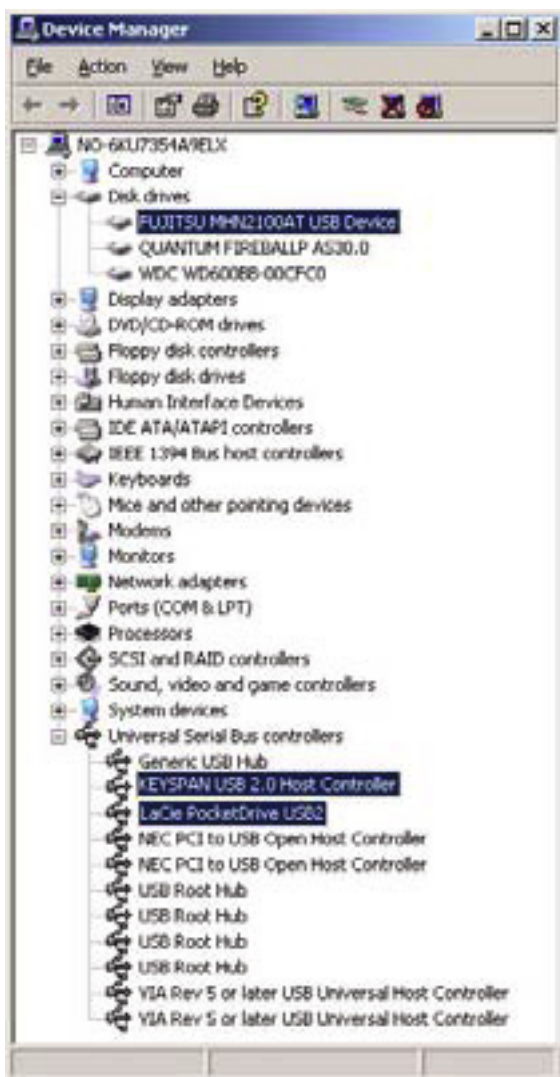 Device Manager
File Action View Help
NO-6KU7354A9ELX
Computer
Disk drives
FUJITSU MHN2100AT USB Device
QUANTUM FIREBALLP AS30.0
WDC WD600BB-00CFC0
Display adapters
DVD/CD-ROM drives
Floppy disk controllers
Floppy disk drives
Human Interface Devices
IDE ATA/ATAPI controllers
IEEE 1394 Bus host controllers
Keyboards
Mice and other pointing devices
Modems
Monitors
Network adapters
Ports (COM & LPT)
Processors
SCSI and RAID controllers
Sound, video and game controllers
System devices
Universal Serial Bus controllers
Generic USB Hub
KEYSPAN USB 2.0 Host Controller
LaCie PocketDrive USB2
NEC PCI to USB Open Host Controller
NEC PCI to USB Open Host Controller
USB Root Hub
USB Root Hub
USB Root Hub
USB Root Hub
VIA Rev 5 or later USB Universal Host Controller
VIA Rev 5 or later USB Universal Host Controller